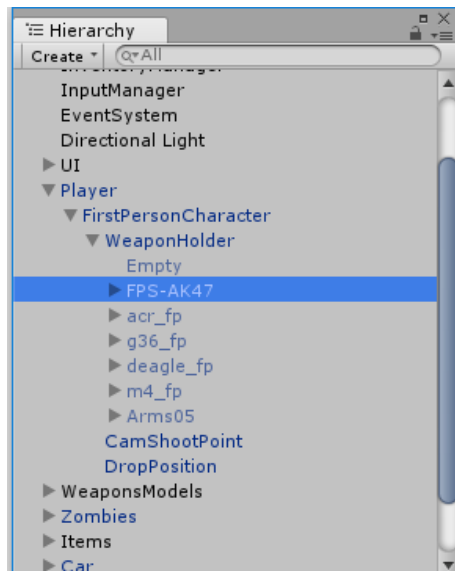 Hierarchy
Create All
InventoryManager
InputManager
EventSystem
Directional Light
UI
Player
FirstPersonCharacter
WeaponHolder
Empty
FPS-AK47
acr_fp
g36_fp
deagle_fp
m4_fp
Arms05
CamShootPoint
DropPosition
WeaponsModels
Zombies
Items
Car